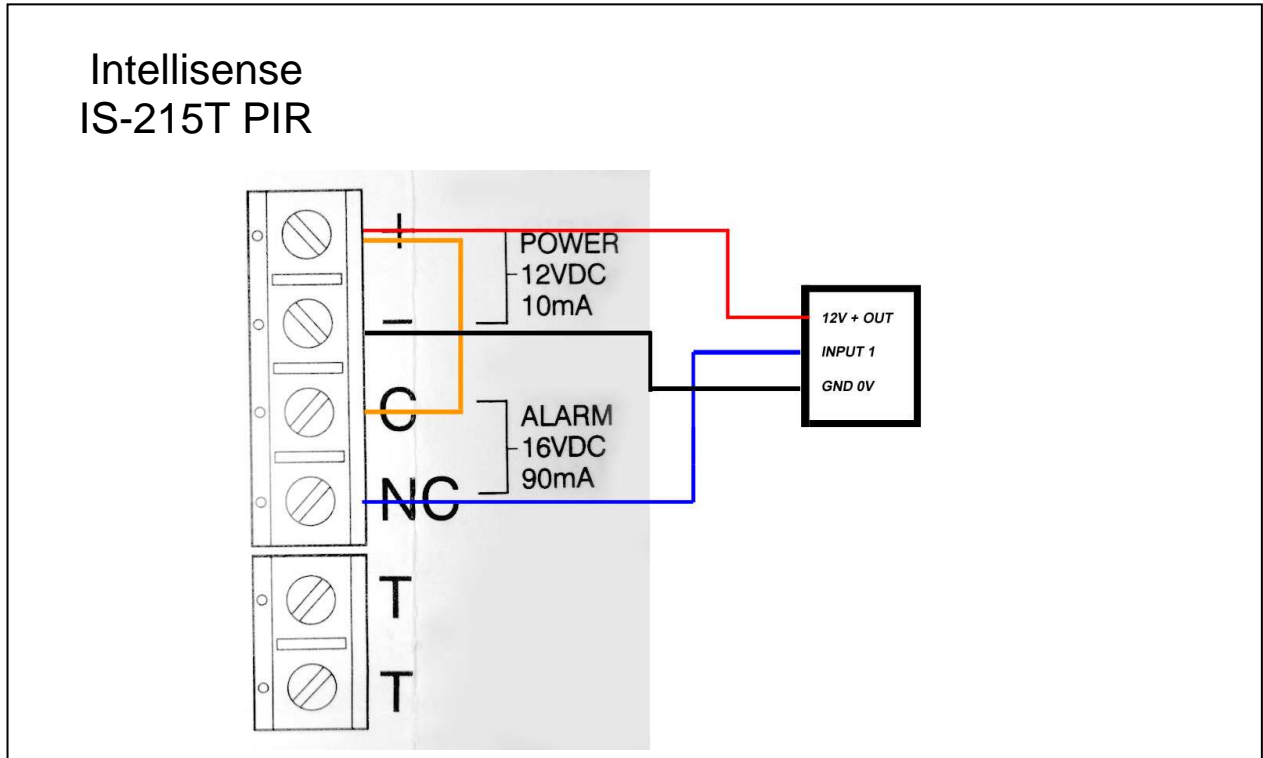 Intellisense
IS-215T PIR
+
POWER
12VDC
10mA
-
C
ALARM
16VDC
90mA
NC
T
T
12V + OUT
INPUT 1
GND 0V